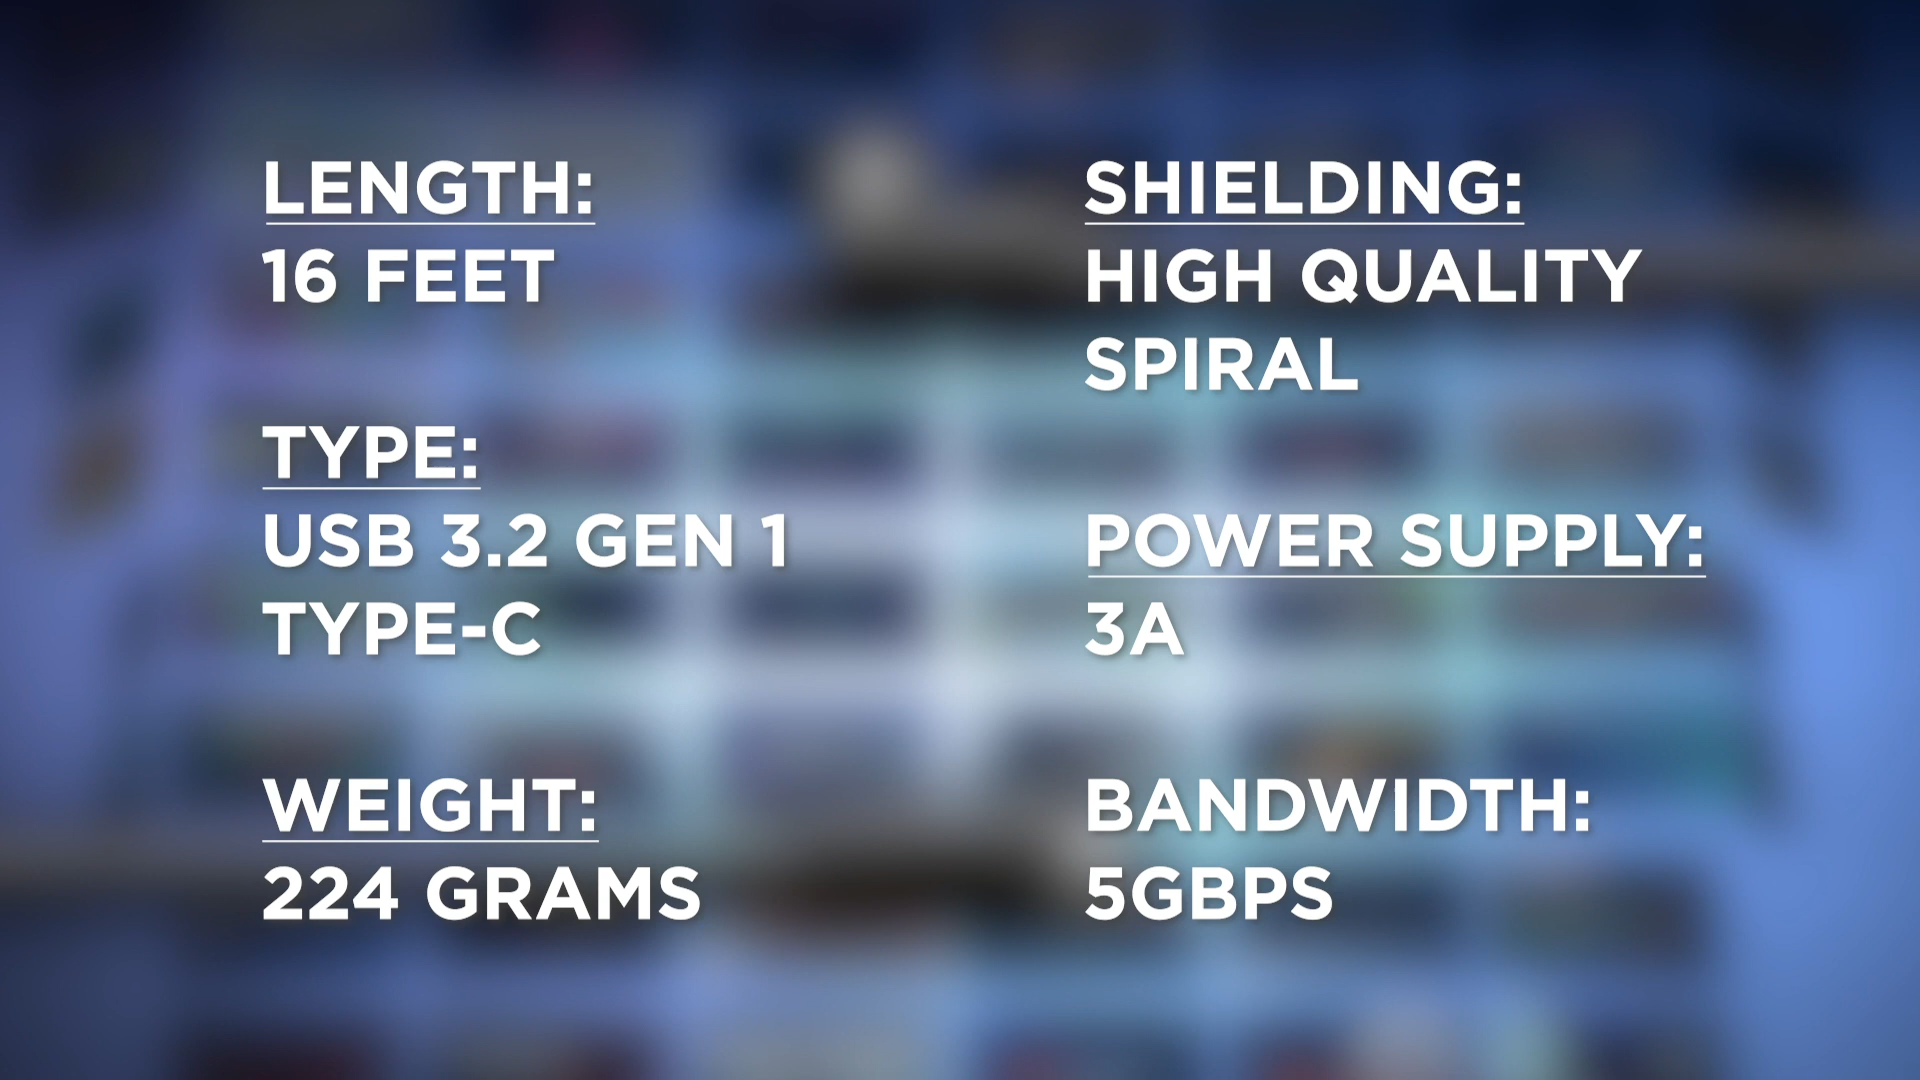 LENGTH:
16 FEET
TYPE:
USB 3.2 GEN 1
TYPE-C
WEIGHT:
224 GRAMS
SHIELDING:
HIGH QUALITY
SPIRAL
POWER SUPPLY:
3A
BANDWIDTH:
5GBPS